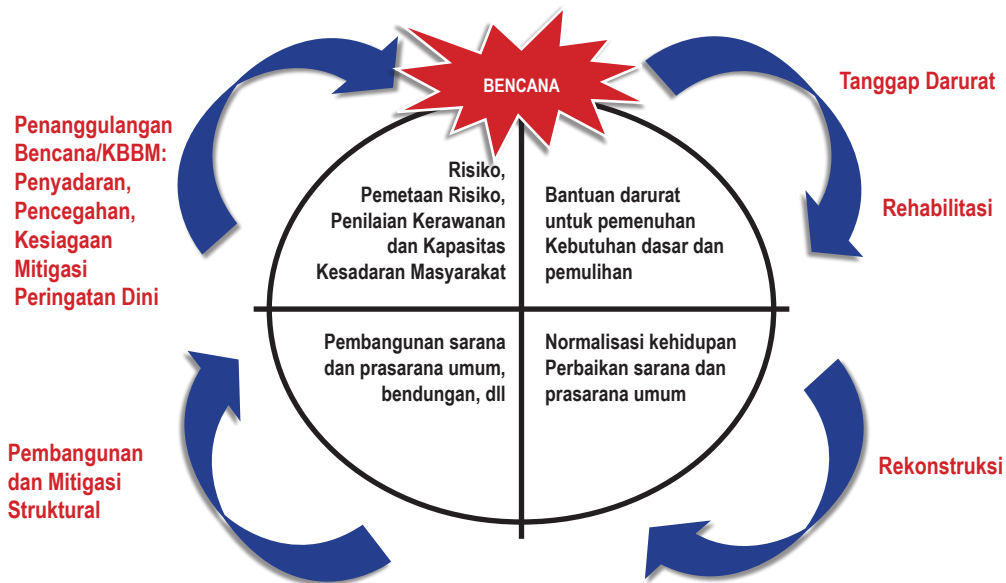 BENCANA
Tanggap Darurat
Penanggulangan
Bencana/KBBM:
Penyadaran,
Pencegahan,
Kesiagaan
Mitigasi
Peringatan Dini
Risiko,
Pemetaan Risiko,
Penilaian Kerawanan
dan Kapasitas
Kesadaran Masyarakat
Bantuan darurat
untuk pemenuhan
Kebutuhan dasar dan
pemulihan
Rehabilitasi
Pembangunan sarana
dan prasarana umum,
bendungan, dll
Normalisasi kehidupan
Perbaikan sarana dan
prasarana umum
Pembangunan
dan Mitigasi
Struktural
Rekonstruksi